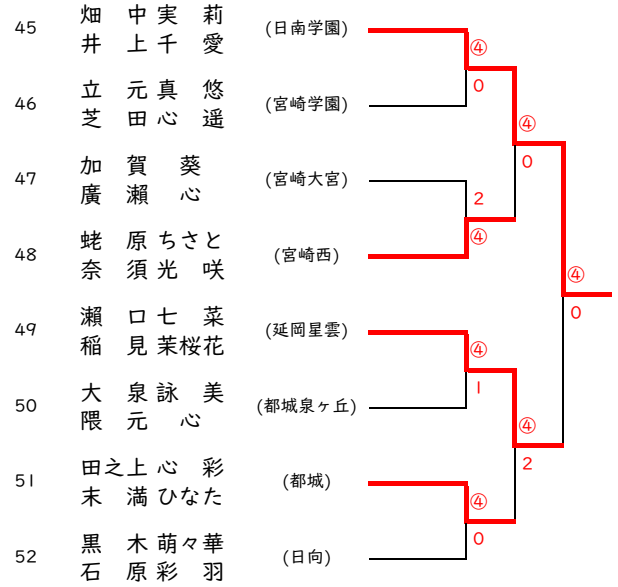 畑 中 実 莉
45 (日南学園)
井 上 千 愛
④
0
立 元 真 悠
46 (宮崎学園)
芝 田 心 遥
④
0
加 賀 葵
47 (宮崎大宮)
廣 瀬 心
2
④
蛯 原 ちさと
48 (宮崎西)
奈 須 光 咲
④
0
瀬 口 七 菜
49 (延岡星雲)
稲 見 茉桜花
④
1
大 泉 詠 美
50 (都城泉ヶ丘)
隈 元 心
④
2
田之上 心 彩
51 (都城)
末 満 ひなた
④
0
黒 木 萌々華
52 (日向)
石 原 彩 羽